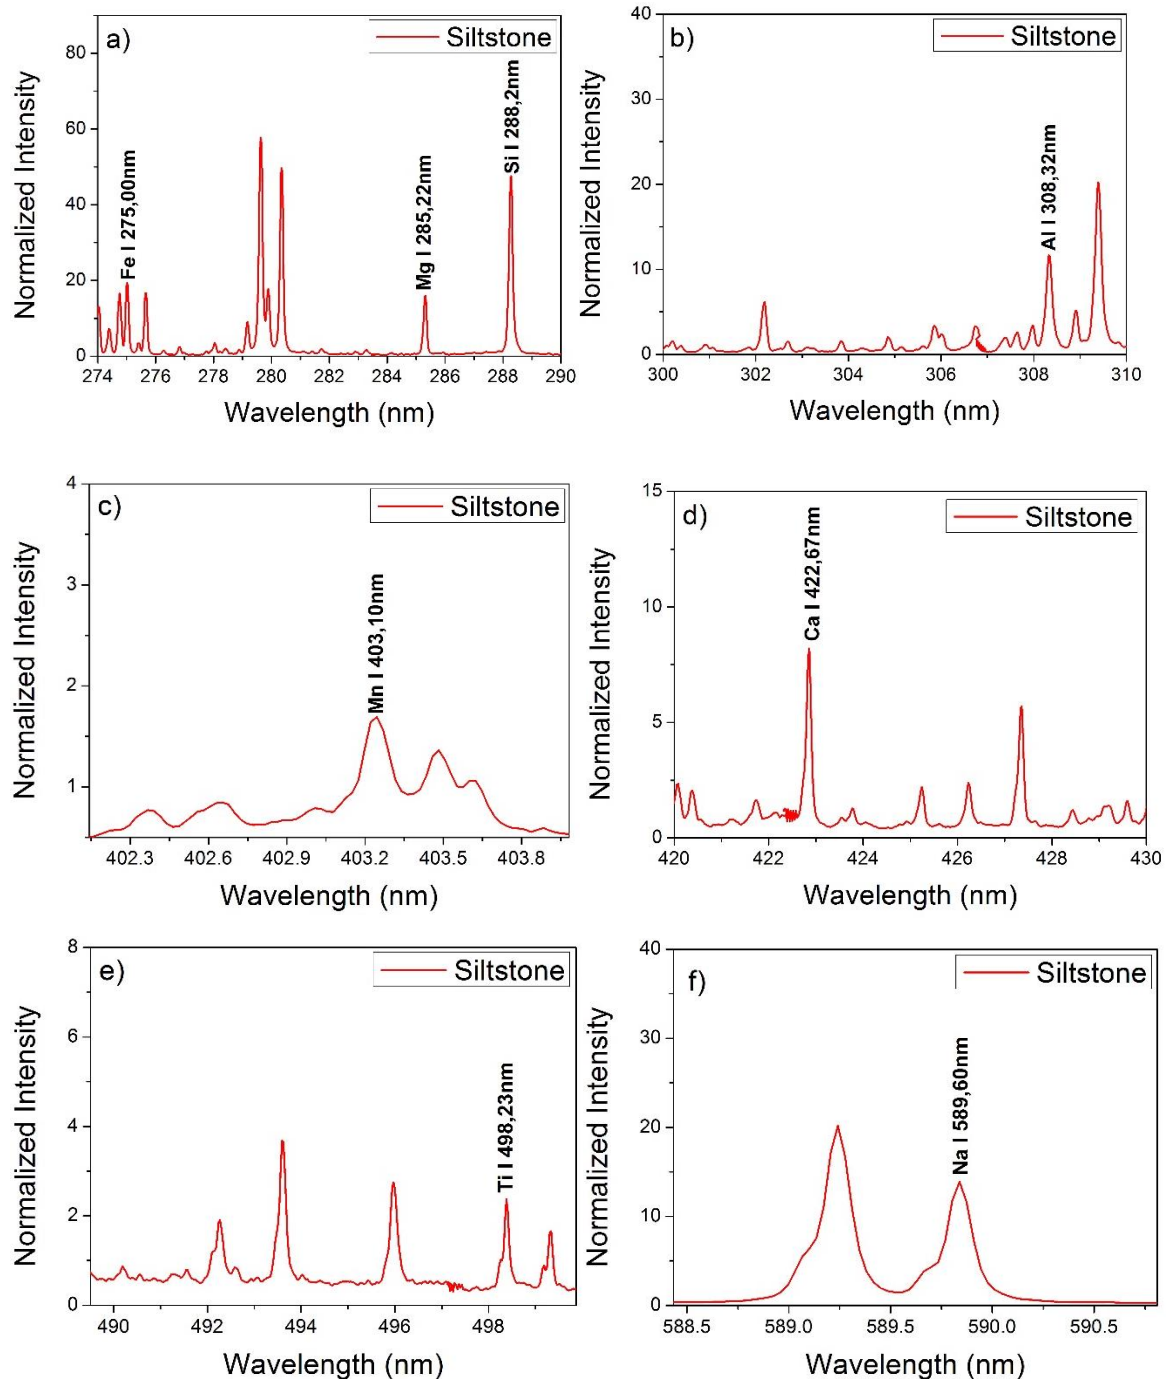 a)
Siltstone
Normalized Intensity
80
60
40
20
0
Fe I 275,00nm
Mg I 285,22nm
Si I 288,2nm
274 276 278 280 282 284 286 288 290
Wavelength (nm)
b)
Siltstone
Normalized Intensity
40
30
20
10
0
Al I 308,32nm
300 302 304 306 308 310
Wavelength (nm)
c)
Siltstone
Normalized Intensity
4
3
2
1
Mn I 403,10nm
402.3 402.6 402.9 403.2 403.5 403.8
Wavelength (nm)
d)
Siltstone
Normalized Intensity
15
10
5
0
Ca I 422,67nm
420 422 424 426 428 430
Wavelength (nm)
e)
Siltstone
Normalized Intensity
8
6
4
2
0
Ti I 498,23nm
490 492 494 496 498
Wavelength (nm)
f)
Siltstone
Normalized Intensity
40
30
20
10
0
Na I 589,60nm
588.5 589.0 589.5 590.0 590.5
Wavelength (nm)